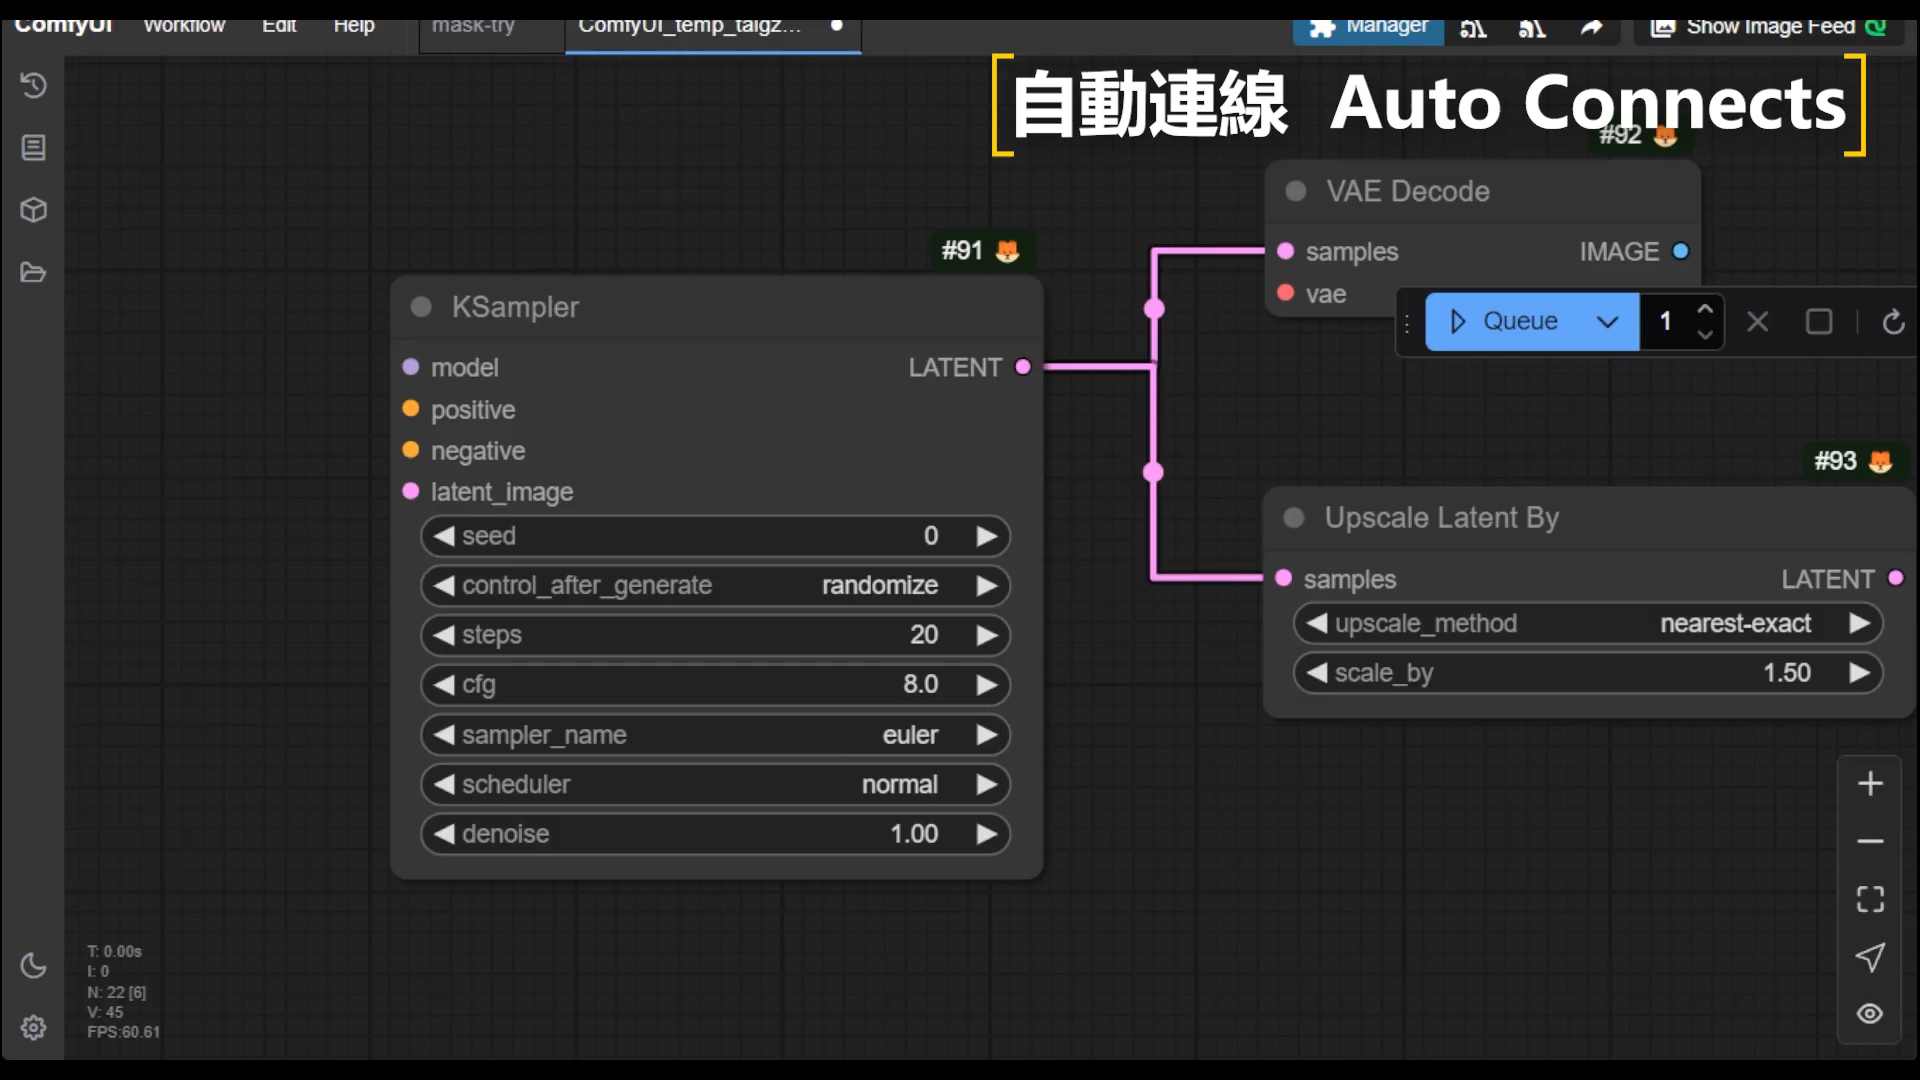 ComfyUI Workflow Edit Help mask-try ComfyUI_temp_taigz... Manager Show Image Feed
自動連線 Auto Connects
#92
VAE Decode
samples IMAGE
vae
Queue 1
#91
KSampler
model LATENT
positive
negative
latent_image
seed 0
control_after_generate randomize
steps 20
cfg 8.0
sampler_name euler
scheduler normal
denoise 1.00
#93
Upscale Latent By
samples LATENT
upscale_method nearest-exact
scale_by 1.50
T: 0.00s
I: 0
N: 22 [6]
V: 45
FPS:60.61